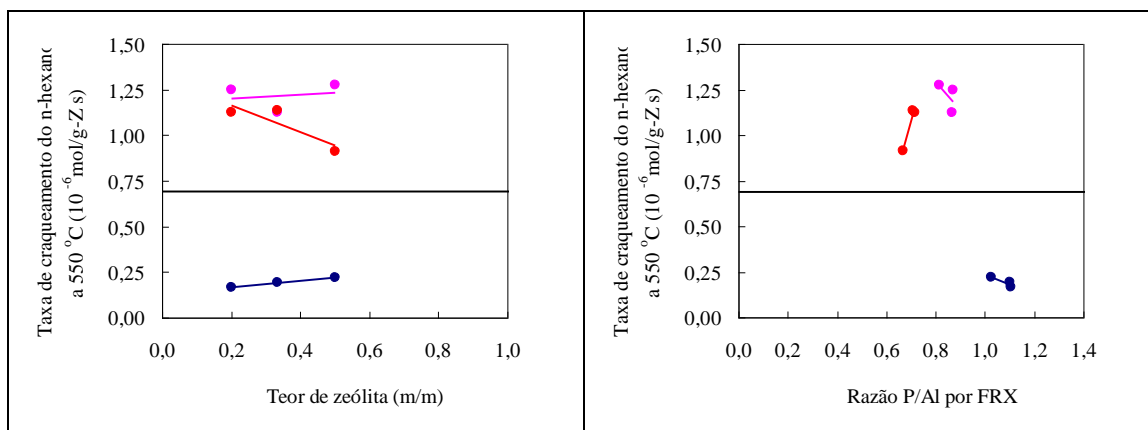 Taxa de craqueamento do n-hexano
a 550 °C (10⁻⁶ mol/g-Z s)
1,50
1,25
1,00
0,75
0,50
0,25
0,00
0,0 0,2 0,4 0,6 0,8 1,0
Teor de zeólita (m/m)
Taxa de craqueamento do n-hexano
a 550 °C (10⁻⁶ mol/g-Z s)
1,50
1,25
1,00
0,75
0,50
0,25
0,00
0,0 0,2 0,4 0,6 0,8 1,0 1,2 1,4
Razão P/Al por FRX